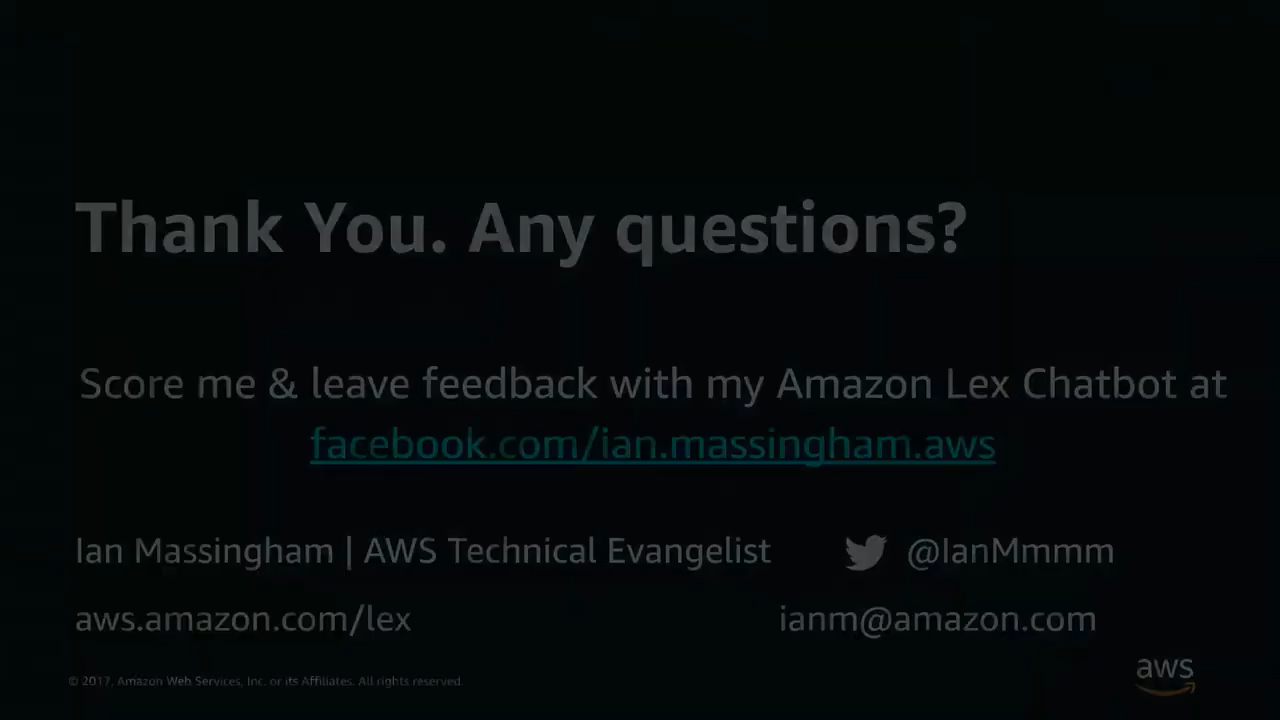 Thank You. Any questions?
Score me & leave feedback with my Amazon Lex Chatbot at
facebook.com/ian.massingham.aws
Ian Massingham | AWS Technical Evangelist @IanMmmm
aws.amazon.com/lex ianm@amazon.com
© 2017, Amazon Web Services, Inc. or its Affiliates. All rights reserved.
aws